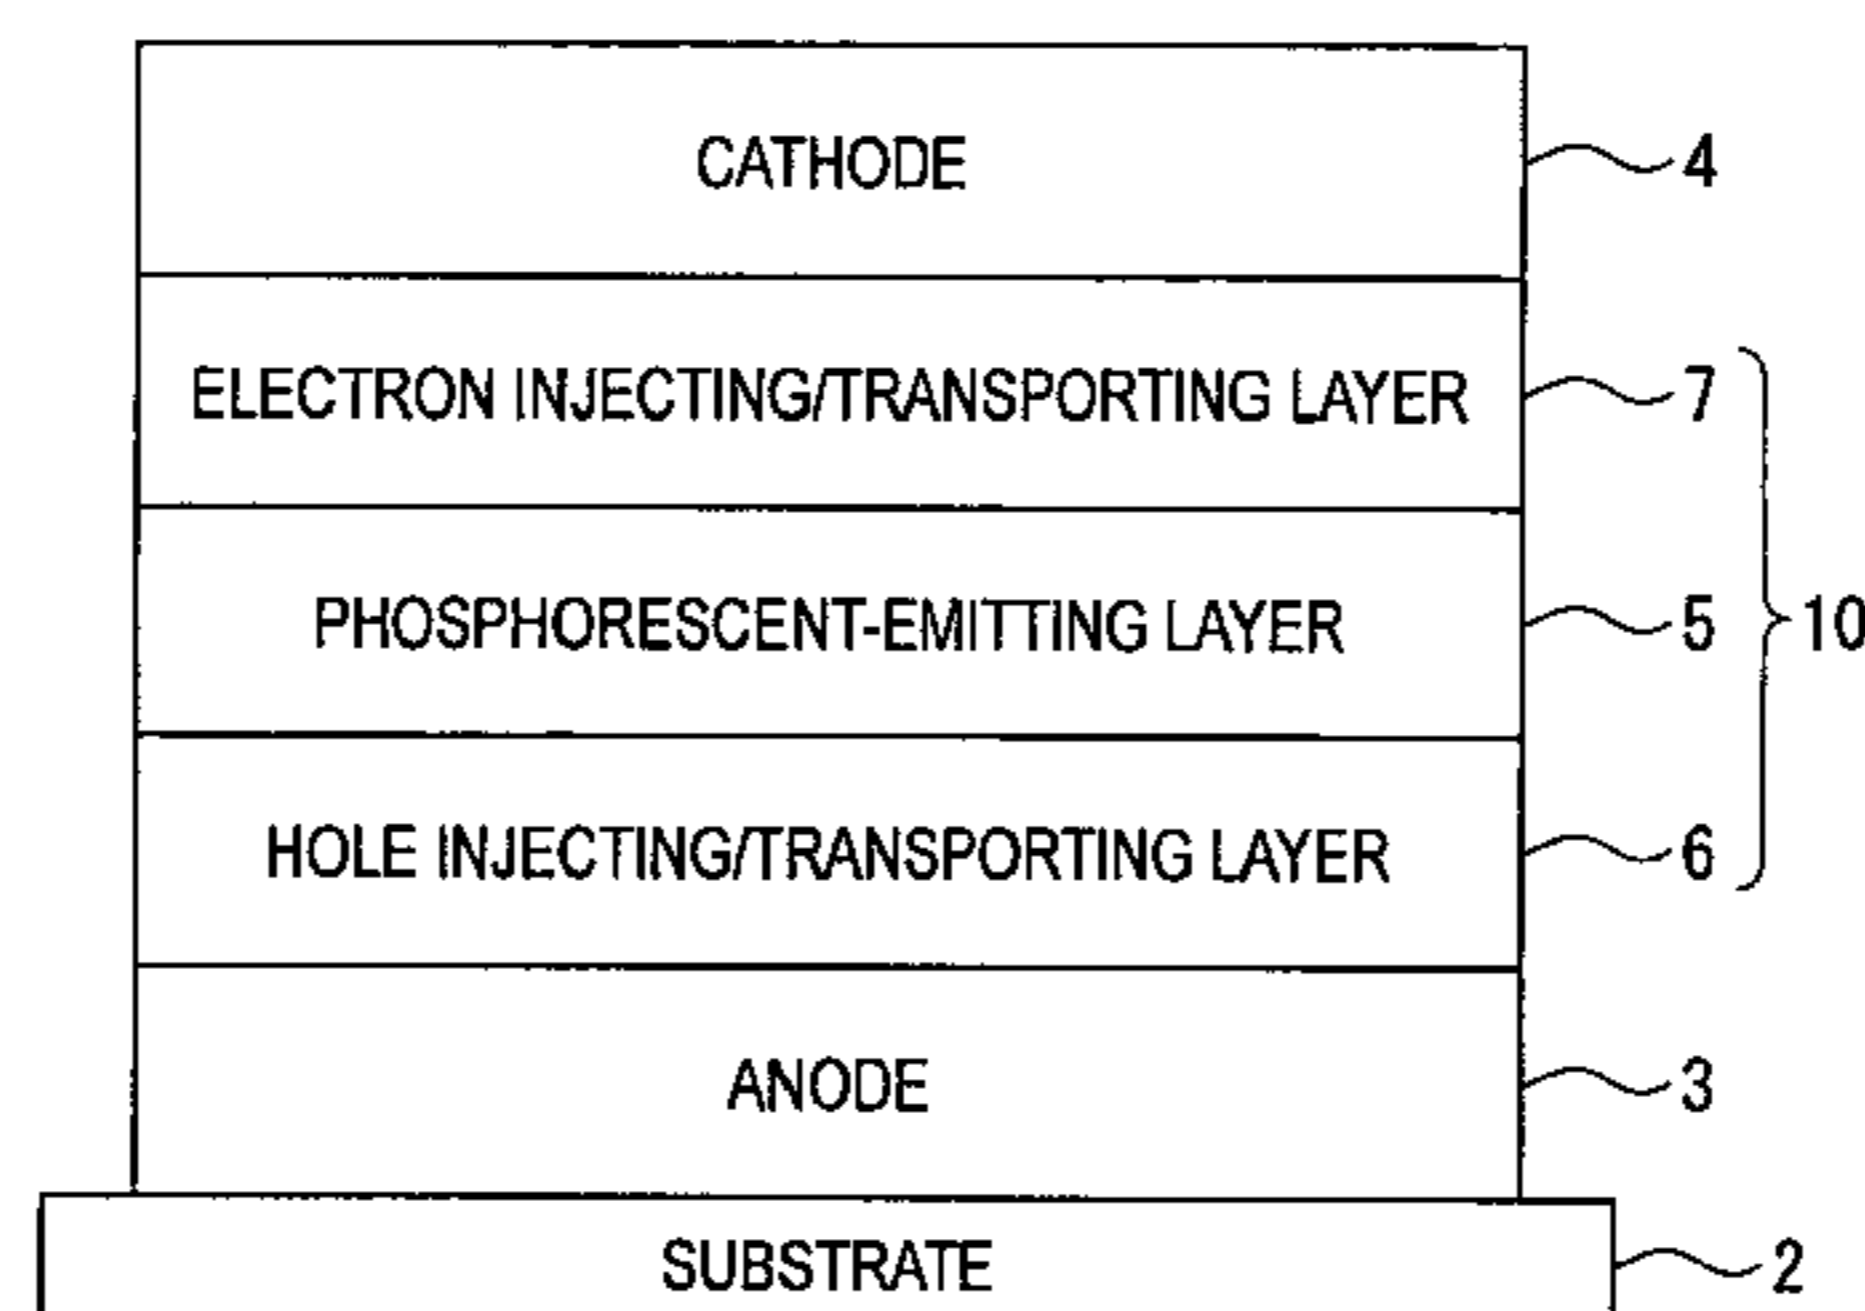 CATHODE 4
ELECTRON INJECTING/TRANSPORTING LAYER 7
PHOSPHORESCENT-EMITTING LAYER 5 10
HOLE INJECTING/TRANSPORTING LAYER 6
ANODE 3
SUBSTRATE 2